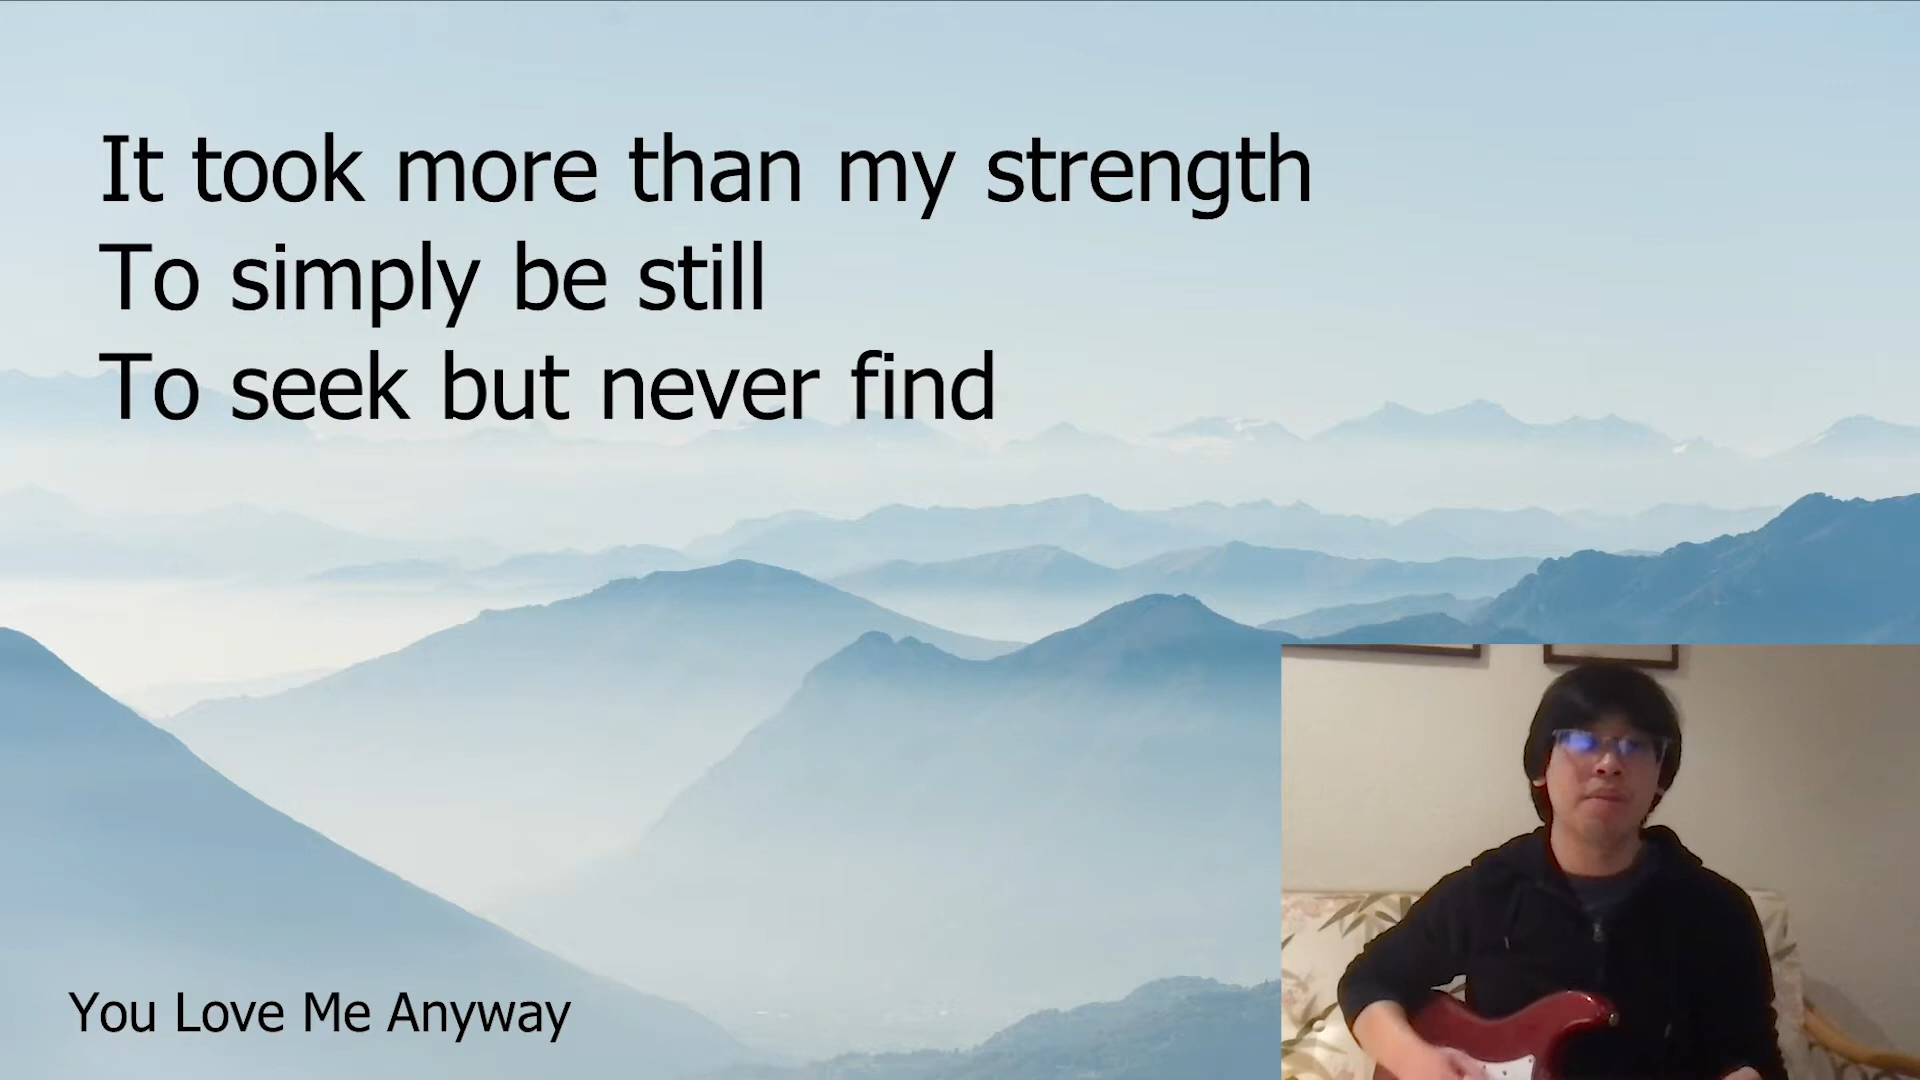 It took more than my strength
To simply be still
To seek but never find
You Love Me Anyway